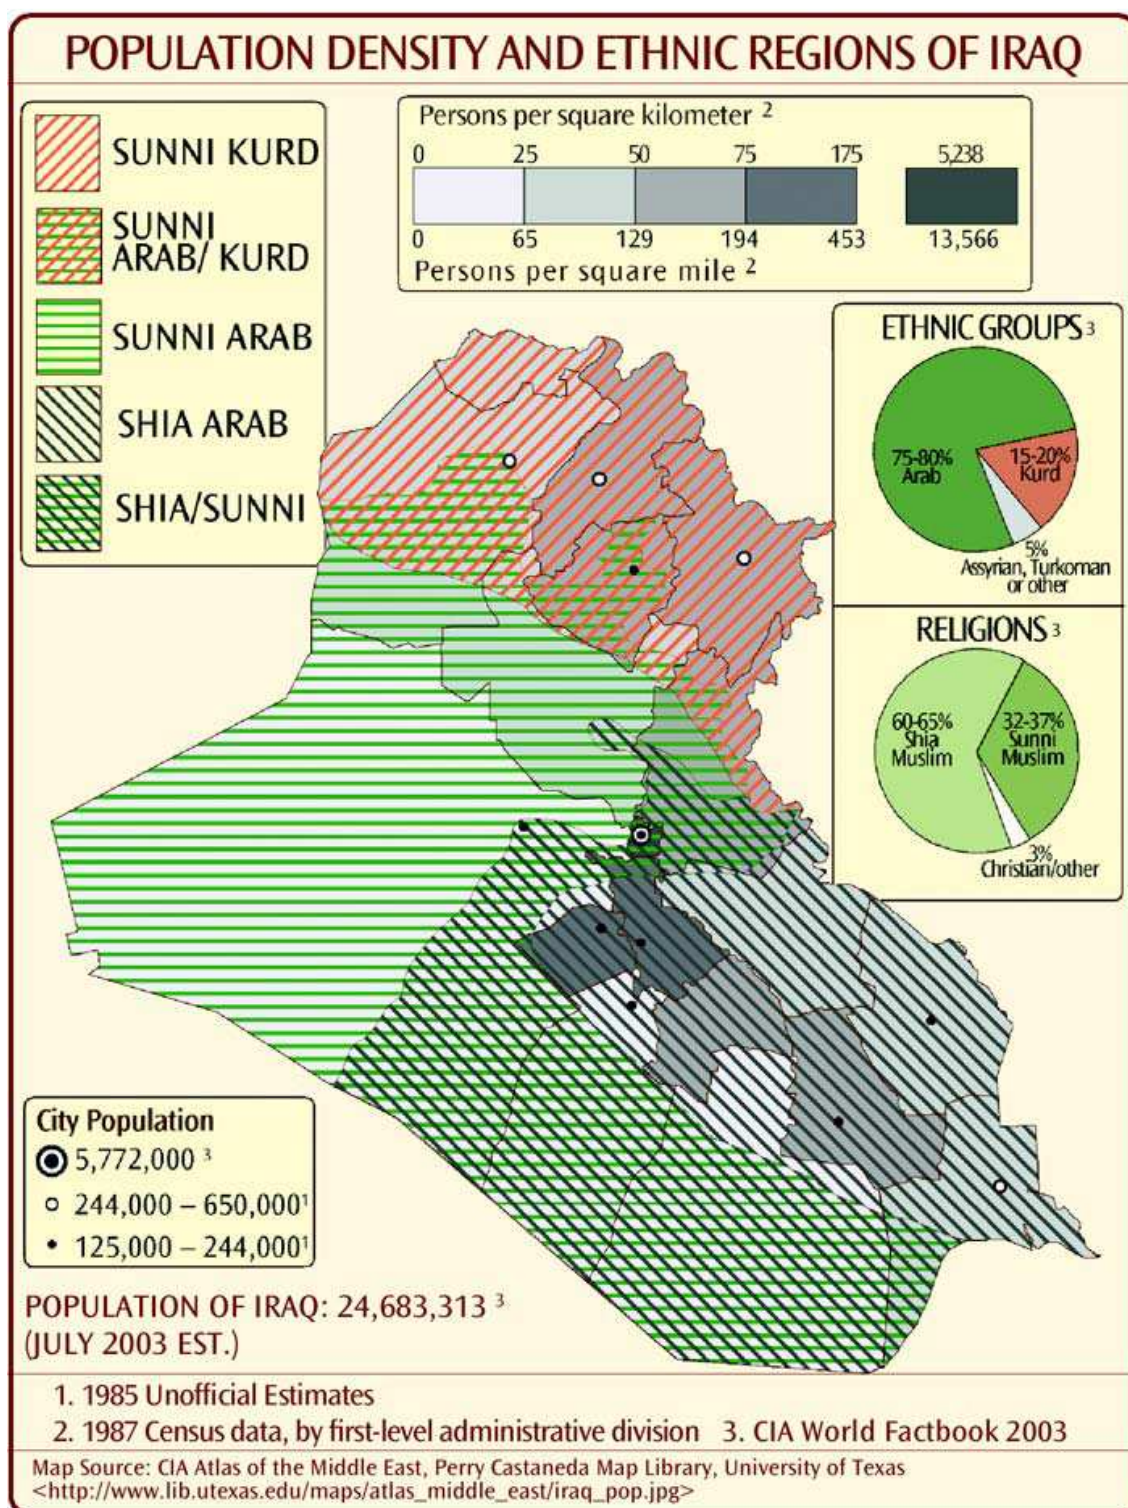 POPULATION DENSITY AND ETHNIC REGIONS OF IRAQ
SUNNI KURD
SUNNI
ARAB/ KURD
SUNNI ARAB
SHIA ARAB
SHIA/SUNNI
Persons per square kilometer 2
0 25 50 75 175 5,238
0 65 129 194 453 13,566
Persons per square mile 2
ETHNIC GROUPS 3
75-80%
Arab
15-20%
Kurd
5%
Assyrian, Turkoman
or other
RELIGIONS 3
60-65%
Shia
Muslim
32-37%
Sunni
Muslim
3%
Christian/other
City Population
5,772,000 3
244,000 – 650,000 1
125,000 – 244,000 1
POPULATION OF IRAQ: 24,683,313 3
(JULY 2003 EST.)
1. 1985 Unofficial Estimates
2. 1987 Census data, by first-level administrative division 3. CIA World Factbook 2003
Map Source: CIA Atlas of the Middle East, Perry Castaneda Map Library, University of Texas
<http://www.lib.utexas.edu/maps/atlas_middle_east/iraq_pop.jpg>